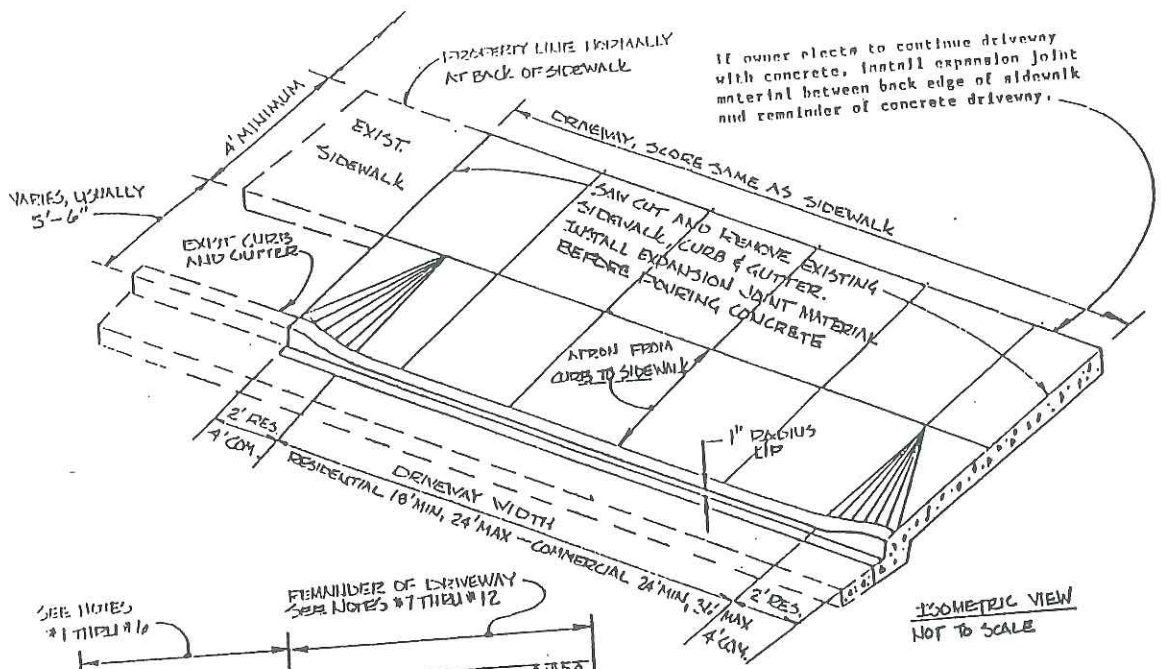 PROPERTY LINE NORMALLY
AT BACK OF SIDEWALK
If owner elects to continue driveway
with concrete, install expansion joint
material between back edge of sidewalk
and remainder of concrete driveway.
4' MINIMUM
EXIST.
SIDEWALK
DRIVEWAY, SCORE SAME AS SIDEWALK
VARIES, USUALLY
5'-6"
EXIST CURB
AND GUTTER
SAW CUT AND REMOVE EXISTING
SIDEWALK, CURB & GUTTER.
INSTALL EXPANSION JOINT MATERIAL
BEFORE POURING CONCRETE
APRON FROM
CURB TO SIDEWALK
1" RADIUS
LIP
2' RES.
4' COM.
DRIVEWAY WIDTH
RESIDENTIAL 18' MIN, 24' MAX - COMMERCIAL 24' MIN, 36' MAX
2' RES.
4' COM.
SEE NOTES
#1 THRU #6
REMAINDER OF DRIVEWAY
SEE NOTES #7 THRU #12
ISOMETRIC VIEW
NOT TO SCALE